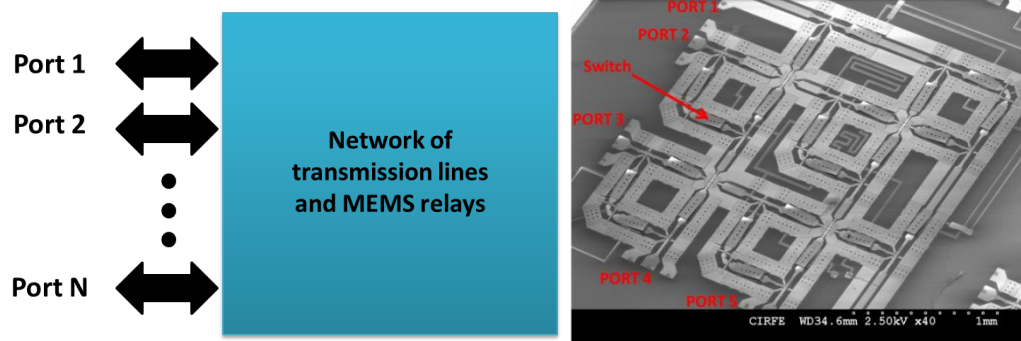 Port 1
Port 2
Port N
Network of
transmission lines
and MEMS relays
PORT 1
PORT 2
Switch
PORT 3
PORT 4
PORT 5
CIRFE WD34.6mm 2.50kV x40 1mm